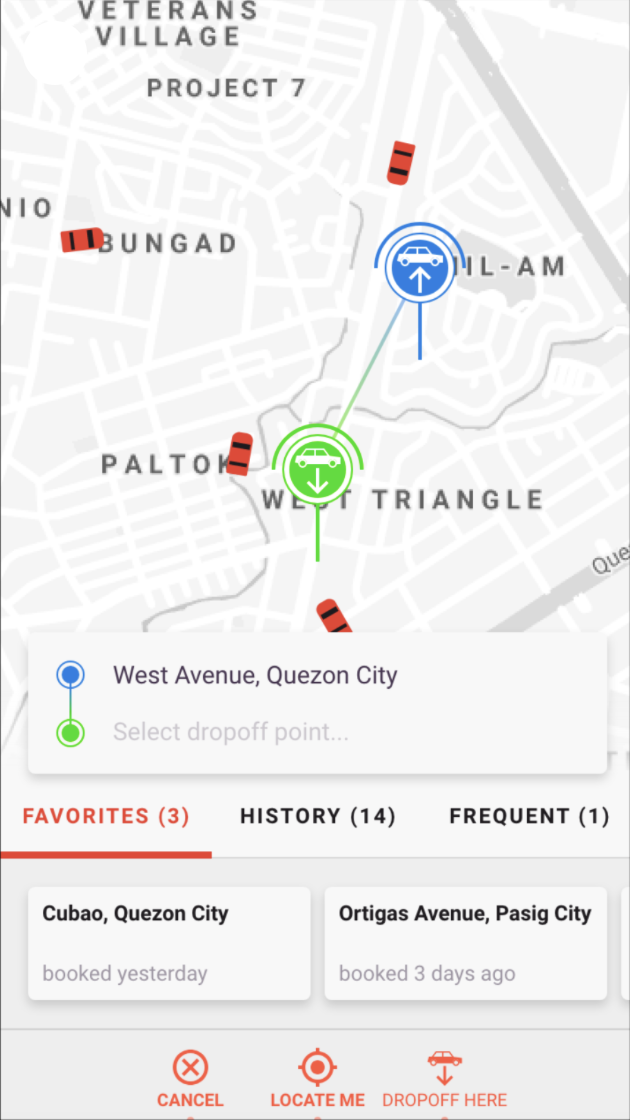 VETERANS
VILLAGE
PROJECT 7
NIO
BUNGAD
IL-AM
PALTOK
WEST TRIANGLE
Que
West Avenue, Quezon City
Select dropoff point...
FAVORITES (3)
HISTORY (14)
FREQUENT (1)
Cubao, Quezon City
Ortigas Avenue, Pasig City
booked yesterday
booked 3 days ago
CANCEL
LOCATE ME
DROPOFF HERE